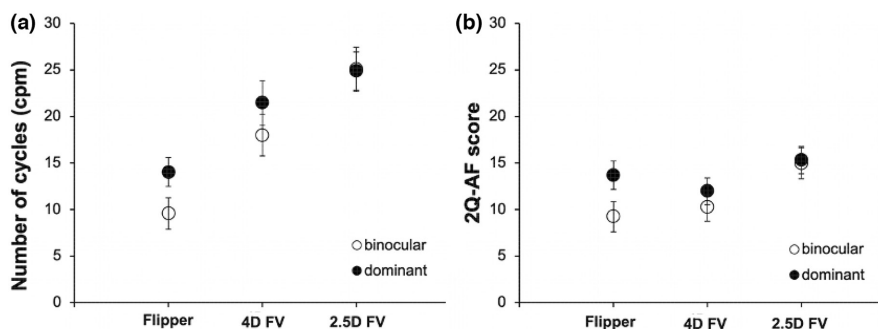 (a)
Number of cycles (cpm)
30
25
20
15
10
5
0
binocular
dominant
Flipper
4D FV
2.5D FV
(b)
2Q-AF score
30
25
20
15
10
5
0
binocular
dominant
Flipper
4D FV
2.5D FV